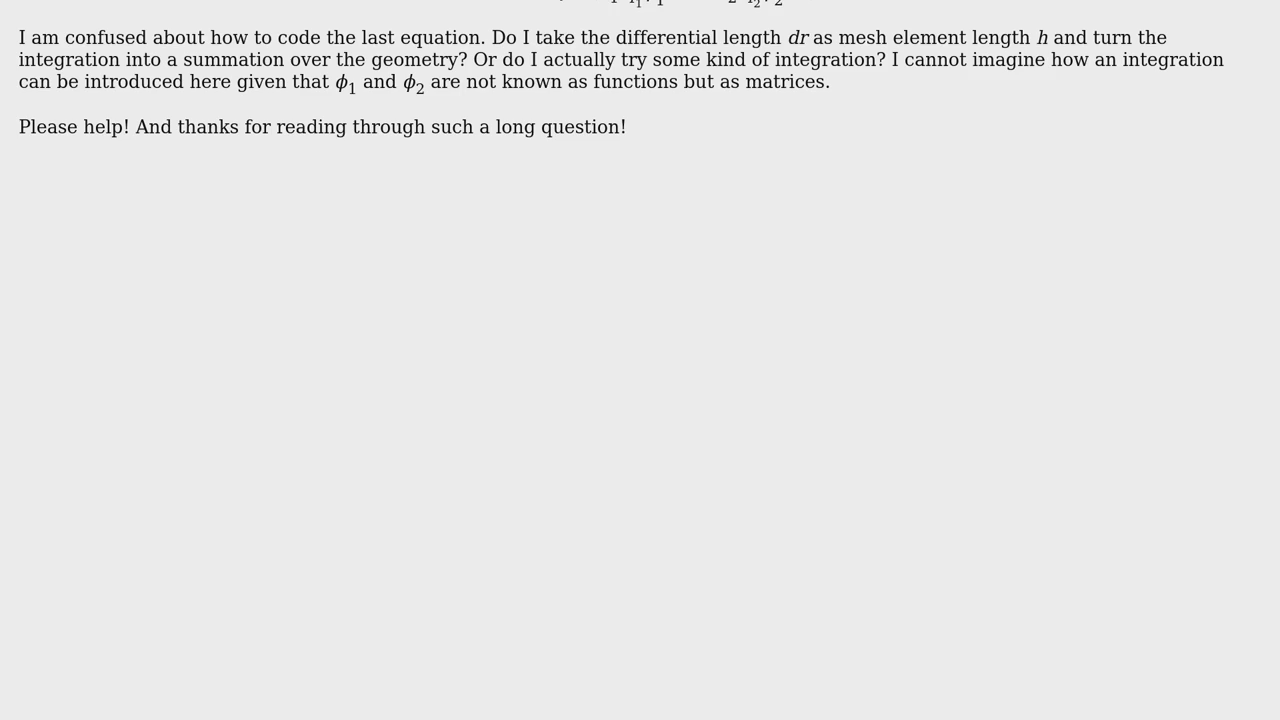 I am confused about how to code the last equation. Do I take the differential length dr as mesh element length h and turn the
integration into a summation over the geometry? Or do I actually try some kind of integration? I cannot imagine how an integration
can be introduced here given that ϕ₁ and ϕ₂ are not known as functions but as matrices.
Please help! And thanks for reading through such a long question!